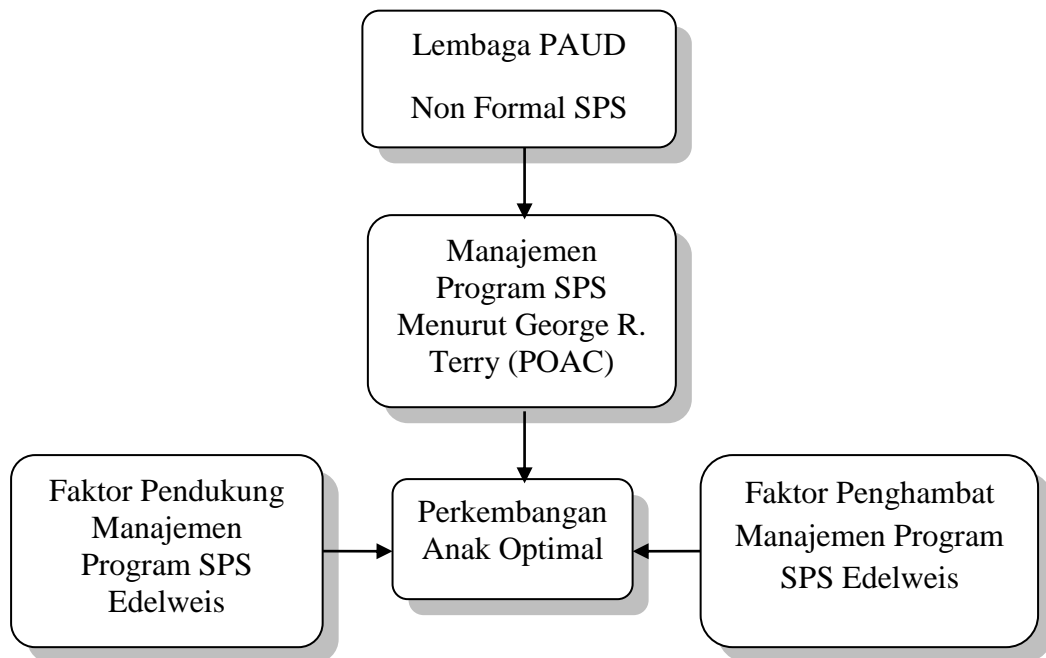 Lembaga PAUD
Non Formal SPS
Manajemen
Program SPS
Menurut George R.
Terry (POAC)
Faktor Pendukung
Manajemen
Program SPS
Edelweis
Perkembangan
Anak Optimal
Faktor Penghambat
Manajemen Program
SPS Edelweis